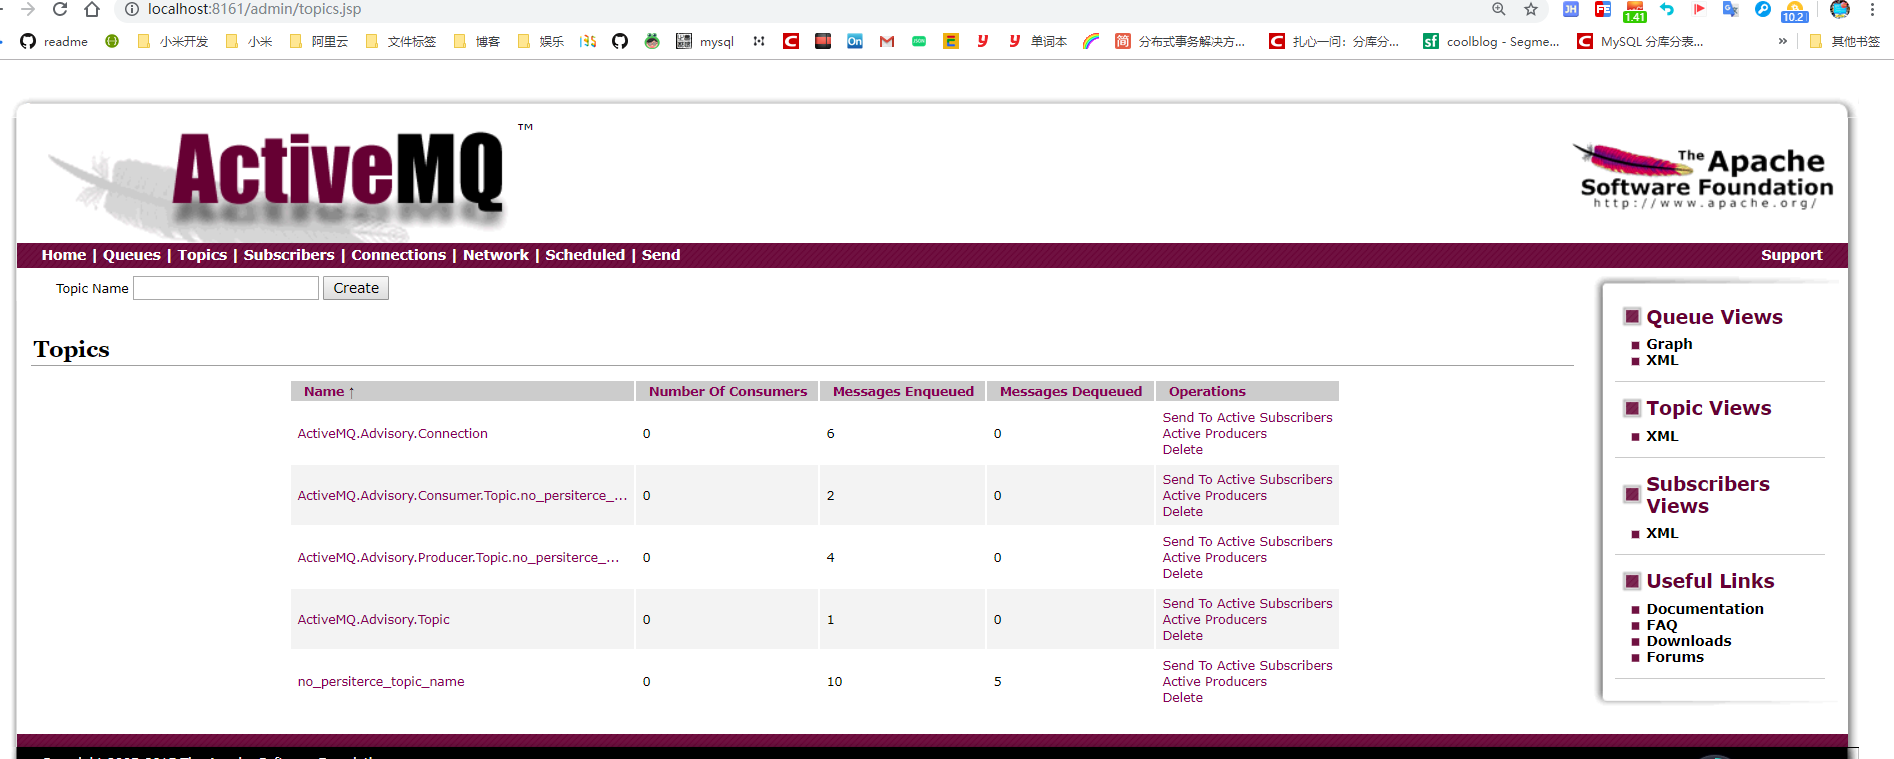 localhost:8161/admin/topics.jsp
1.41
10.2
readme 小米开发 小米 阿里云 文件标签 博客 娱乐 mysql On 单词本 简 分布式事务解决方... 扎心一问：分库分... sf coolblog - Segme... MySQL 分库分表... » 其他书签
ActiveMQ™
The Apache
Software Foundation
http://www.apache.org/
Home | Queues | Topics | Subscribers | Connections | Network | Scheduled | Send
Support
Topic Name Create
Topics
Name ↑ Number Of Consumers Messages Enqueued Messages Dequeued Operations
ActiveMQ.Advisory.Connection 0 6 0 Send To Active Subscribers
Active Producers
Delete
ActiveMQ.Advisory.Consumer.Topic.no_persiterce_... 0 2 0 Send To Active Subscribers
Active Producers
Delete
ActiveMQ.Advisory.Producer.Topic.no_persiterce_... 0 4 0 Send To Active Subscribers
Active Producers
Delete
ActiveMQ.Advisory.Topic 0 1 0 Send To Active Subscribers
Active Producers
Delete
no_persiterce_topic_name 0 10 5 Send To Active Subscribers
Active Producers
Delete
Queue Views
Graph
XML
Topic Views
XML
Subscribers
Views
XML
Useful Links
Documentation
FAQ
Downloads
Forums